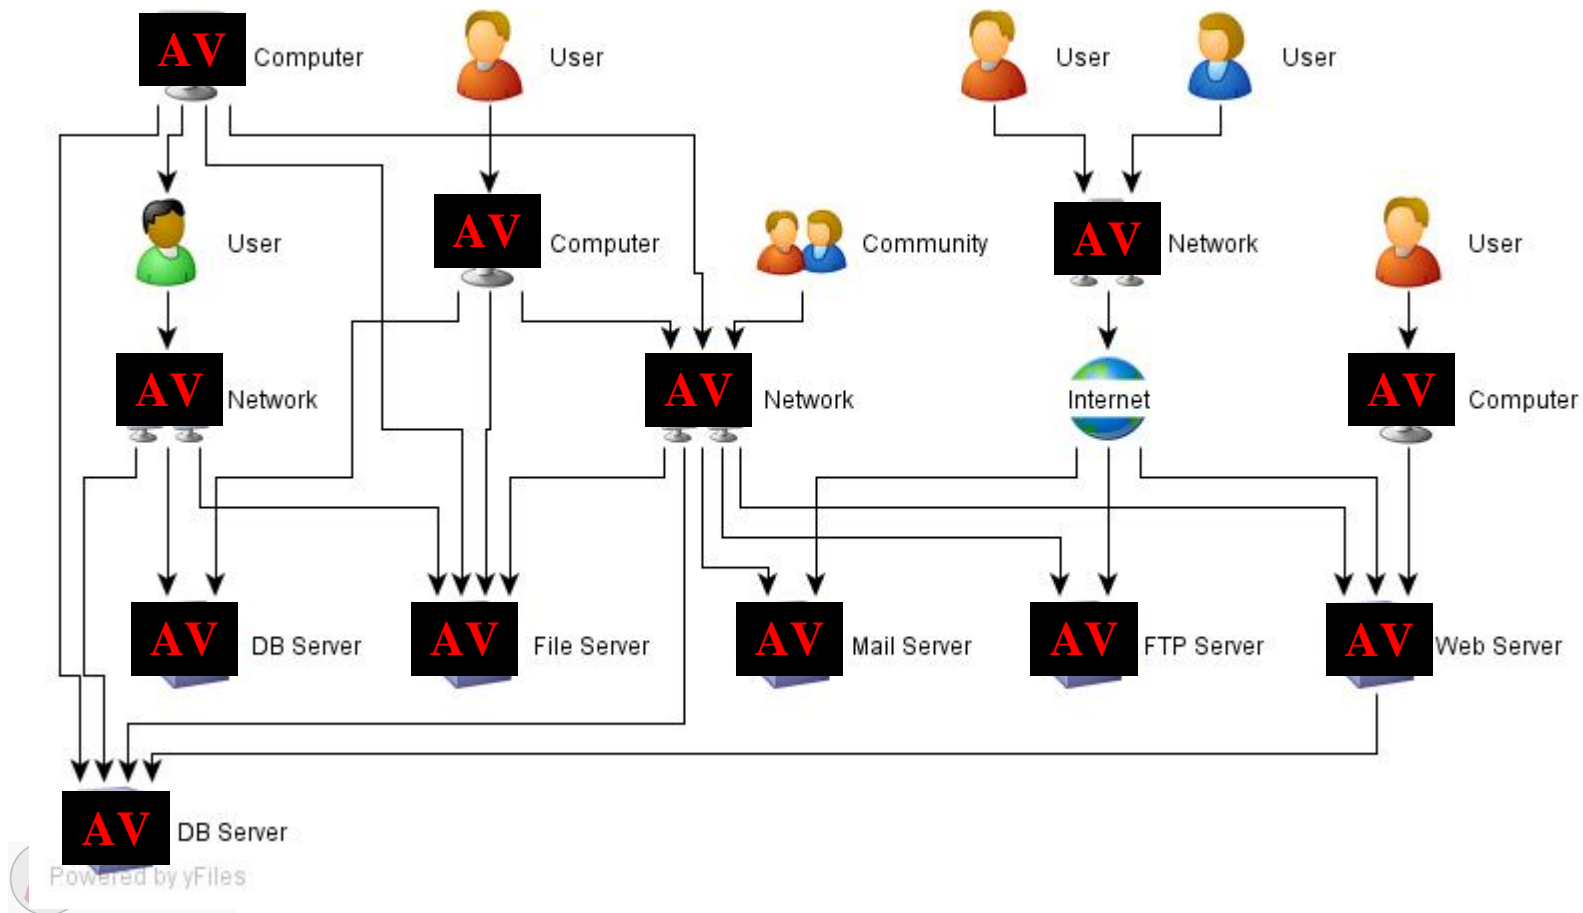 AV Computer
User
User
User
User
AV Computer
Community
AV Network
User
AV Network
AV Network
Internet
AV Computer
AV DB Server
AV File Server
AV Mail Server
AV FTP Server
AV Web Server
AV DB Server
Powered by yFiles